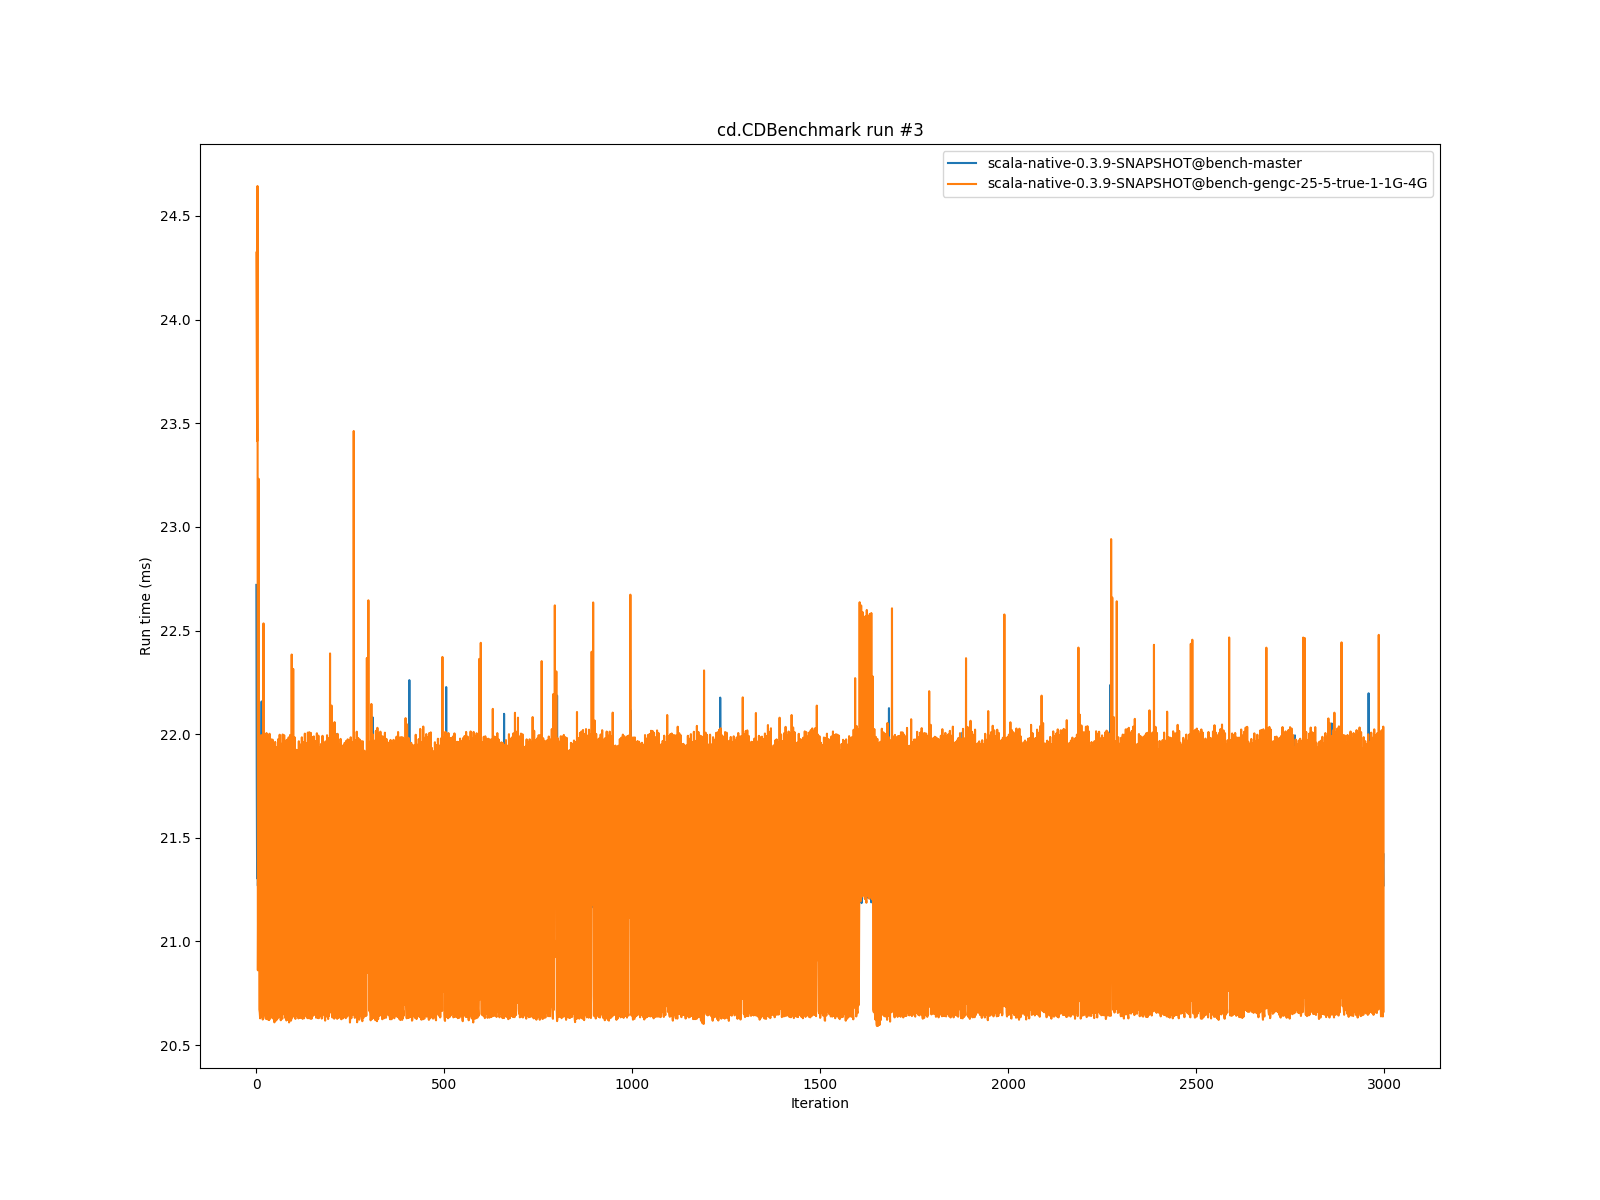 cd.CDBenchmark run #3
scala-native-0.3.9-SNAPSHOT@bench-master
scala-native-0.3.9-SNAPSHOT@bench-gengc-25-5-true-1-1G-4G
24.5
24.0
23.5
23.0
22.5
22.0
21.5
21.0
20.5
Run time (ms)
0 500 1000 1500 2000 2500 3000
Iteration